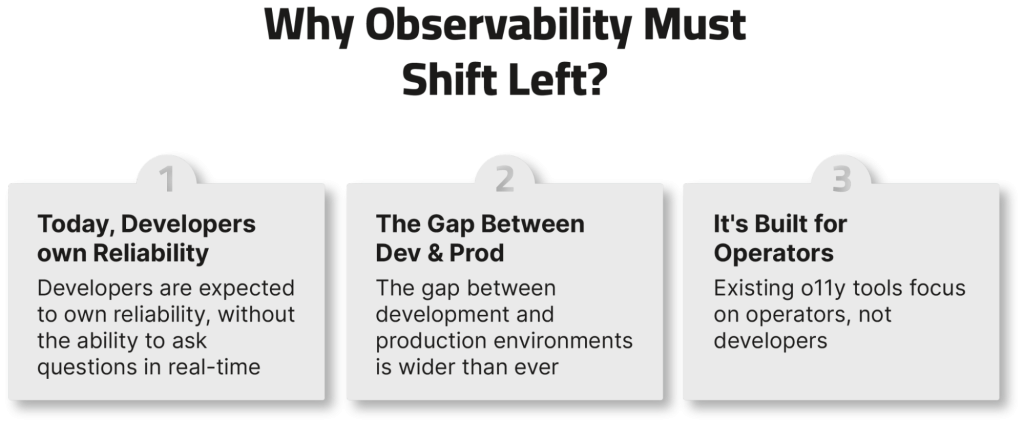 Why Observability Must
Shift Left?
1
Today, Developers
own Reliability
Developers are expected
to own reliability, without
the ability to ask
questions in real-time
2
The Gap Between
Dev & Prod
The gap between
development and
production environments
is wider than ever
3
It's Built for
Operators
Existing o11y tools focus
on operators, not
developers